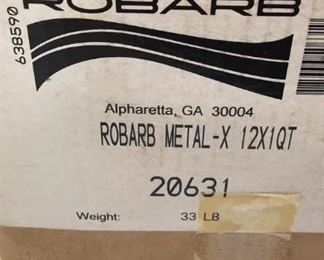 ROBARB
638590
Alpharetta, GA 30004
ROBARB METAL-X 12X1QT
20631
Weight: 33 LB